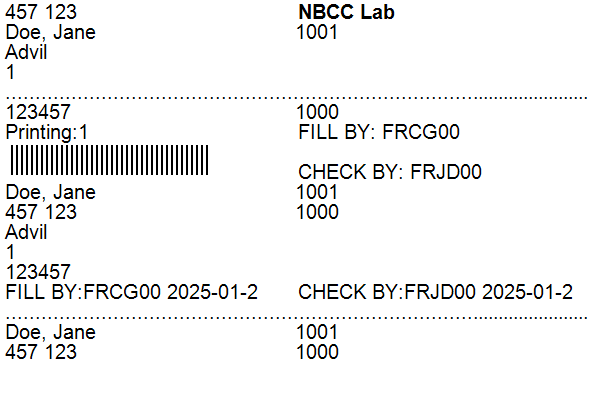 457 123 NBCC Lab
Doe, Jane 1001
Advil
1
123457 1000
Printing:1 FILL BY: FRCG00
CHECK BY: FRJD00
Doe, Jane 1001
457 123 1000
Advil
1
123457
FILL BY:FRCG00 2025-01-2 CHECK BY:FRJD00 2025-01-2
Doe, Jane 1001
457 123 1000